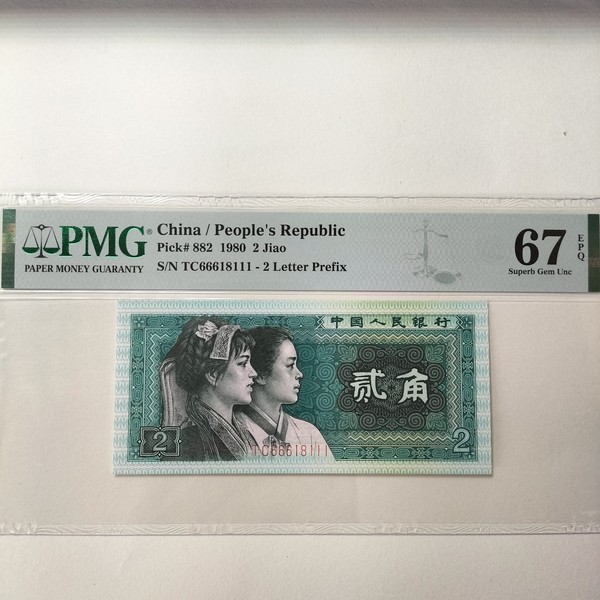 PMG®
PAPER MONEY GUARANTY
China / People's Republic
Pick# 882 1980 2 Jiao
S/N TC66618111 - 2 Letter Prefix
67 EPQ
Superb Gem Unc
中国人民银行
贰角
2
TC66618111
2